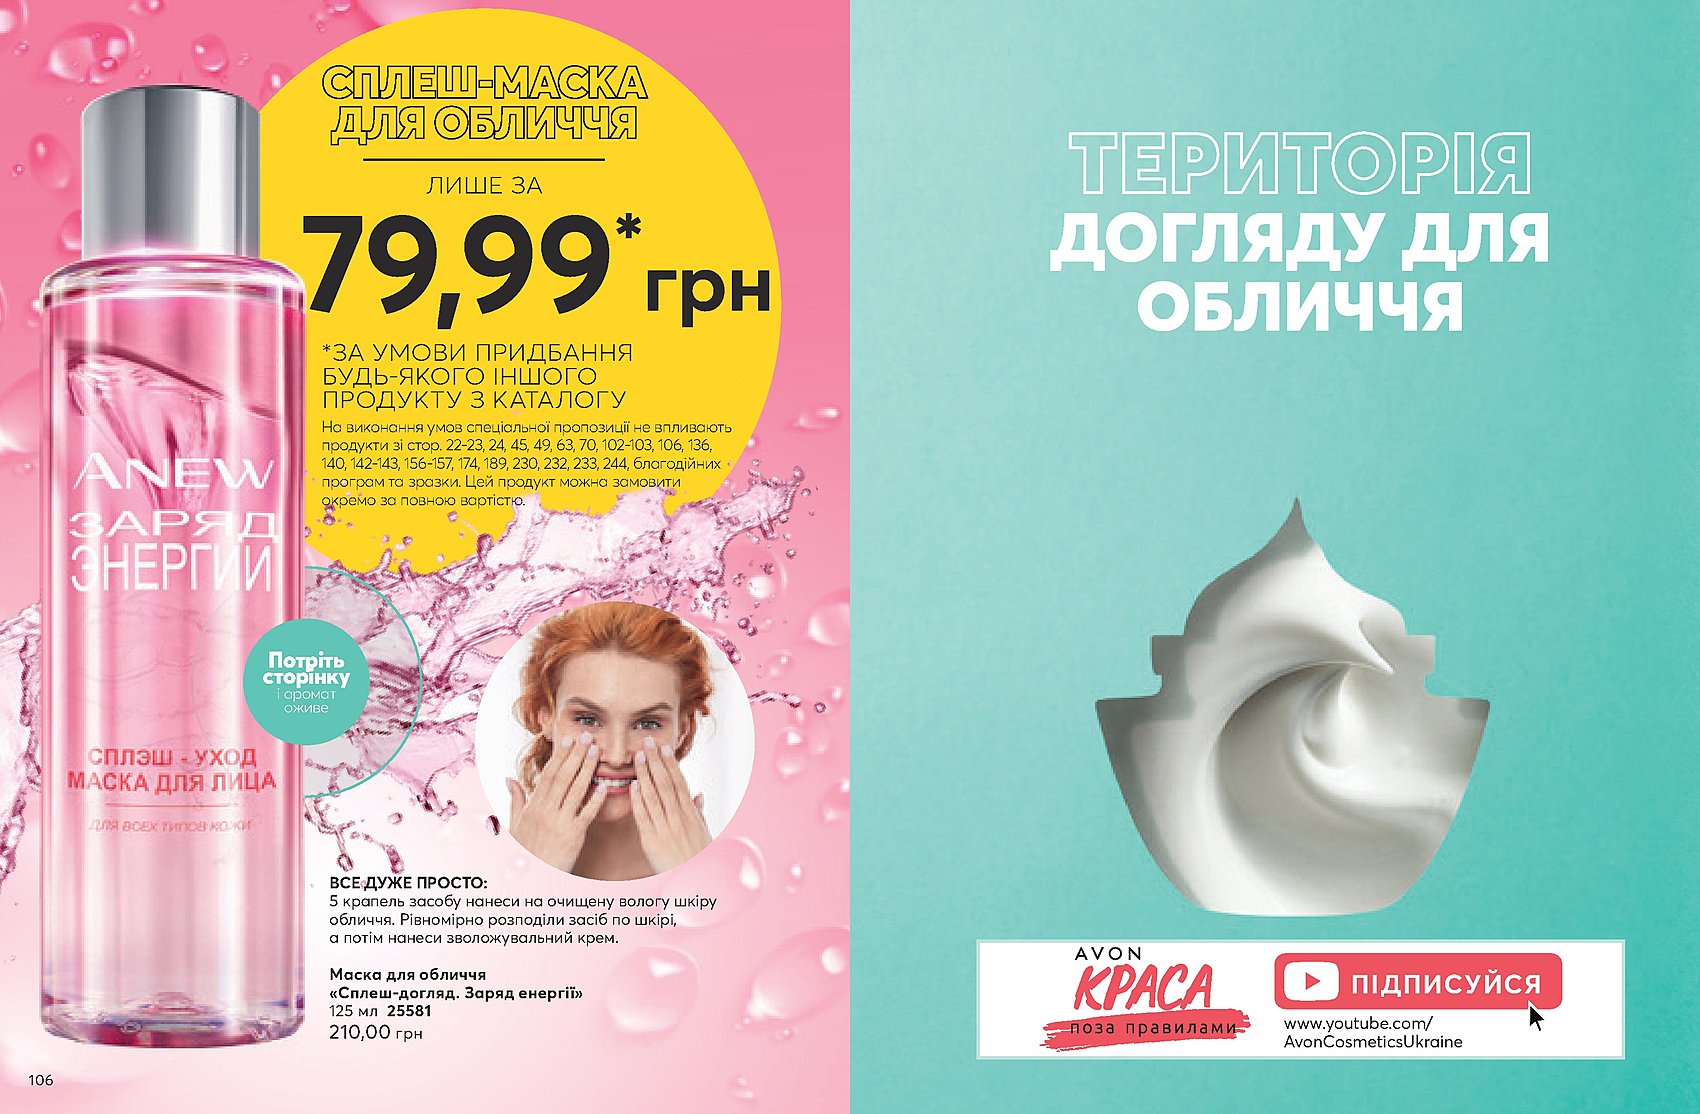 СПЛЕШ-МАСКА
ДЛЯ ОБЛИЧЧЯ
ЛИШЕ ЗА
79,99* грн
*ЗА УМОВИ ПРИДБАННЯ
БУДЬ-ЯКОГО ІНШОГО
ПРОДУКТУ З КАТАЛОГУ
На виконання умов спеціальної пропозиції не впливають
продукти зі стор. 22-23, 24, 45, 49, 63, 70, 102-103, 106, 136,
140, 142-143, 156-157, 174, 189, 230, 232, 233, 244, благодійних
програм та зразки. Цей продукт можна замовити
окремо за повною вартістю.
ANEW
ЗАРЯД
ЭНЕРГИИ
Потріть
сторінку
і аромат
оживе
СПЛЭШ - УХОД
МАСКА ДЛЯ ЛИЦА
ДЛЯ ВСЕХ ТИПОВ КОЖИ
ВСЕ ДУЖЕ ПРОСТО:
5 крапель засобу нанеси на очищену вологу шкіру
обличчя. Рівномірно розподіли засіб по шкірі,
а потім нанеси зволожувальний крем.
Маска для обличчя
«Сплеш-догляд. Заряд енергії»
125 мл 25581
210,00 грн
106
ТЕРИТОРІЯ
ДОГЛЯДУ ДЛЯ
ОБЛИЧЧЯ
AVON
КРАСА
поза правилами
ПІДПИСУЙСЯ
www.youtube.com/
AvonCosmeticsUkraine